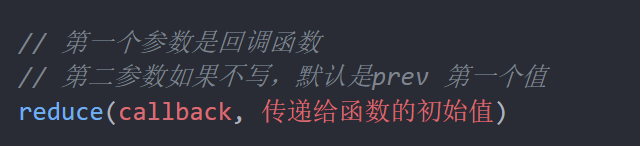 // 第一个参数是回调函数
// 第二参数如果不写，默认是prev 第一个值
reduce(callback, 传递给函数的初始值)